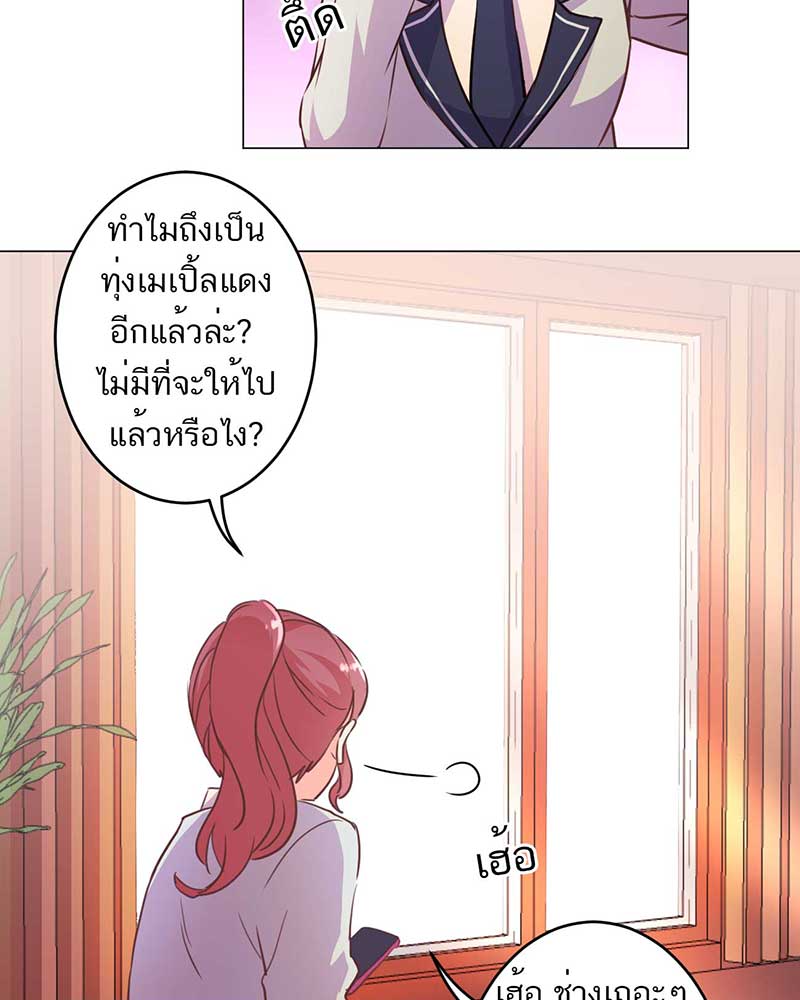 ติ๊ด
ทำไมถึงเป็น
ทุ่งเมเปิ้ลแดง
อีกแล้วล่ะ?
ไม่มีที่จะให้ไป
แล้วหรือไง?
เฮ้อ
เฮ้อ ช่างเถอะๆ